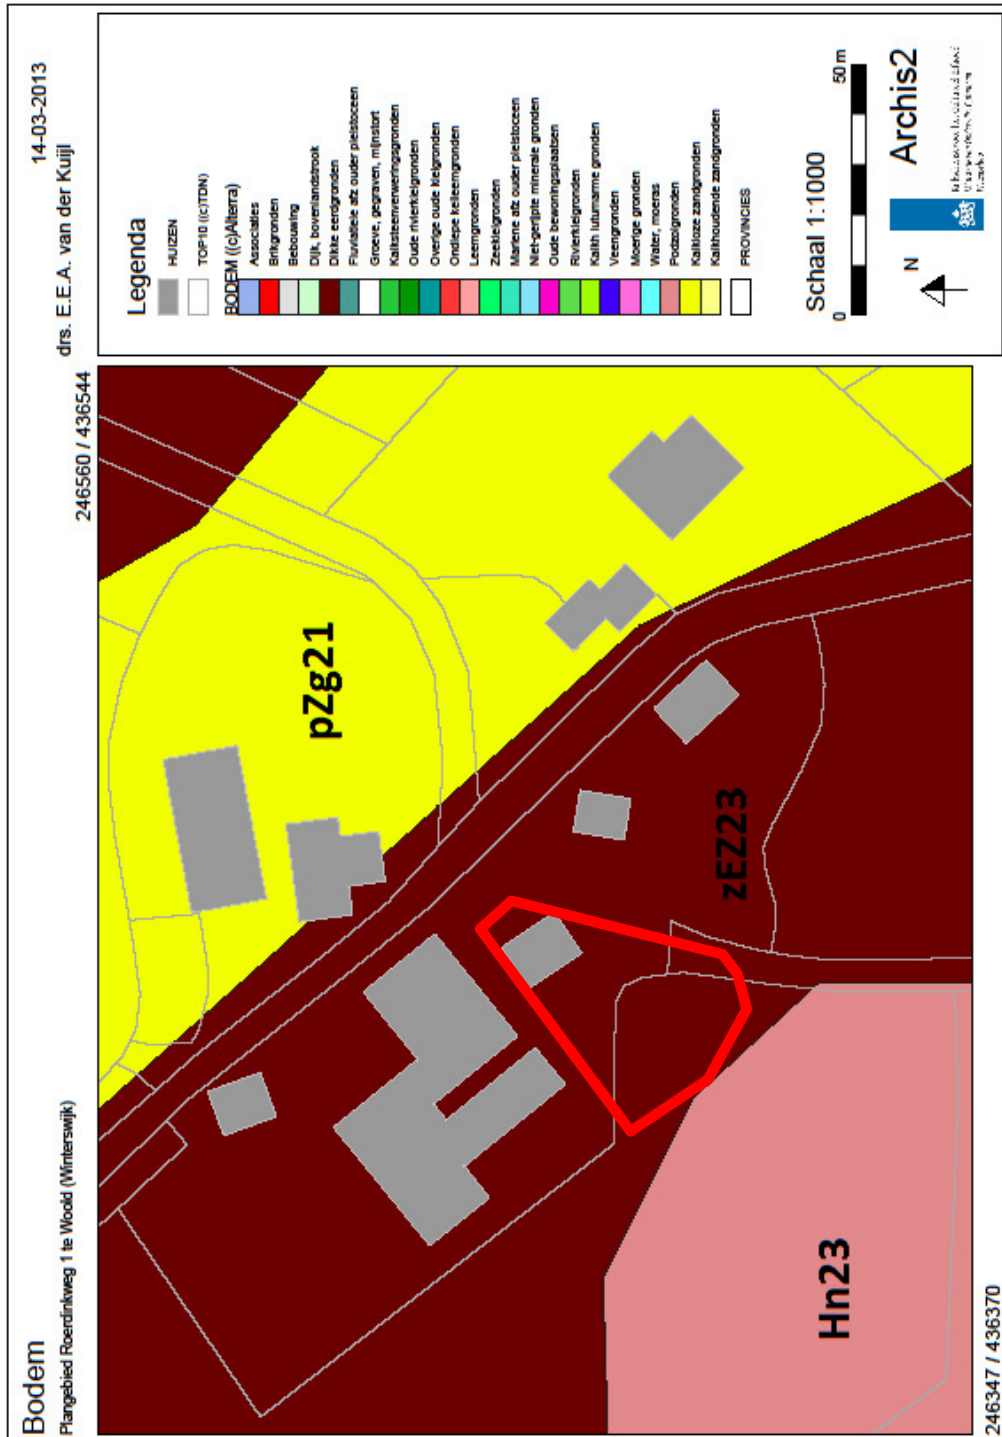 Bodem
Plangebied Roerdinkweg 1 te Woold (Winterswijk)
14-03-2013
drs. E.E.A. van der Kuijl
246560 / 436544
pZg21
zEZ23
Hn23
246347 / 436370
Legenda
HUIZEN
TOP10 ((c)TDN)
BODEM ((c)Alterra)
Associaties
Brikgronden
Bebouwing
Dijk, bovenlandstrook
Dikke eerdgronden
Fluviatiele afz ouder pleistoceen
Groeve, gegraven, mijnstort
Kalksteenverweringsgronden
Oude rivierkleigronden
Overige oude kleigronden
Ondiepe keileemgronden
Leemgronden
Zeekleigronden
Mariene afz ouder pleistoceen
Niet-gerijpte minerale gronden
Oude bewoningsplaatsen
Rivierkleigronden
Kalkh lutumarme gronden
Veengronden
Moerige gronden
Water, moeras
Podzolgronden
Kalkloze zandgronden
Kalkhoudende zandgronden
PROVINCIES
Schaal 1:1000
0
50 m
N
Archis2